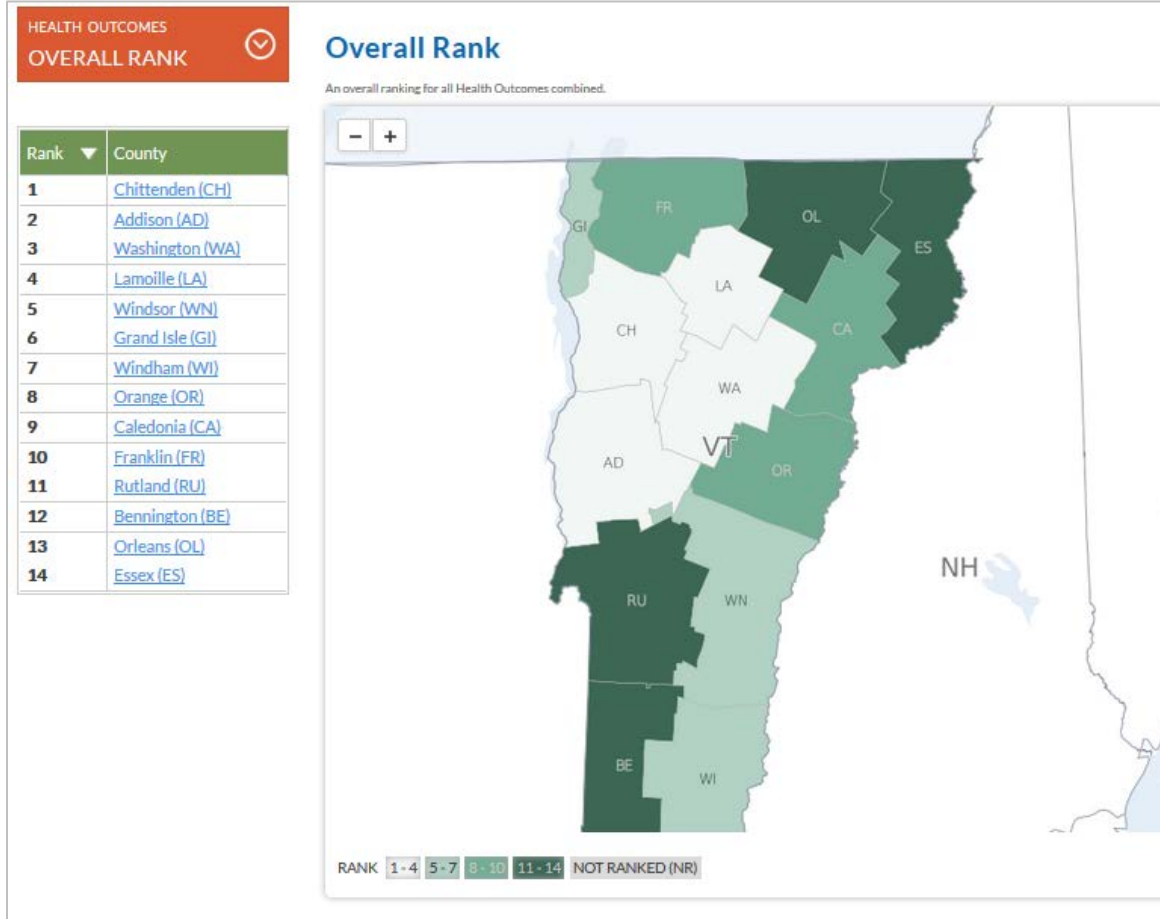 HEALTH OUTCOMES
OVERALL RANK
Overall Rank
An overall ranking for all Health Outcomes combined.
Rank County
1 Chittenden (CH)
2 Addison (AD)
3 Washington (WA)
4 Lamoille (LA)
5 Windsor (WN)
6 Grand Isle (GI)
7 Windham (WI)
8 Orange (OR)
9 Caledonia (CA)
10 Franklin (FR)
11 Rutland (RU)
12 Bennington (BE)
13 Orleans (OL)
14 Essex (ES)
− +
FR
OL
GI
ES
LA
CH
CA
WA
VT
AD
OR
NH
RU
WN
BE
WI
RANK 1 - 4 5 - 7 8 - 10 11 - 14 NOT RANKED (NR)